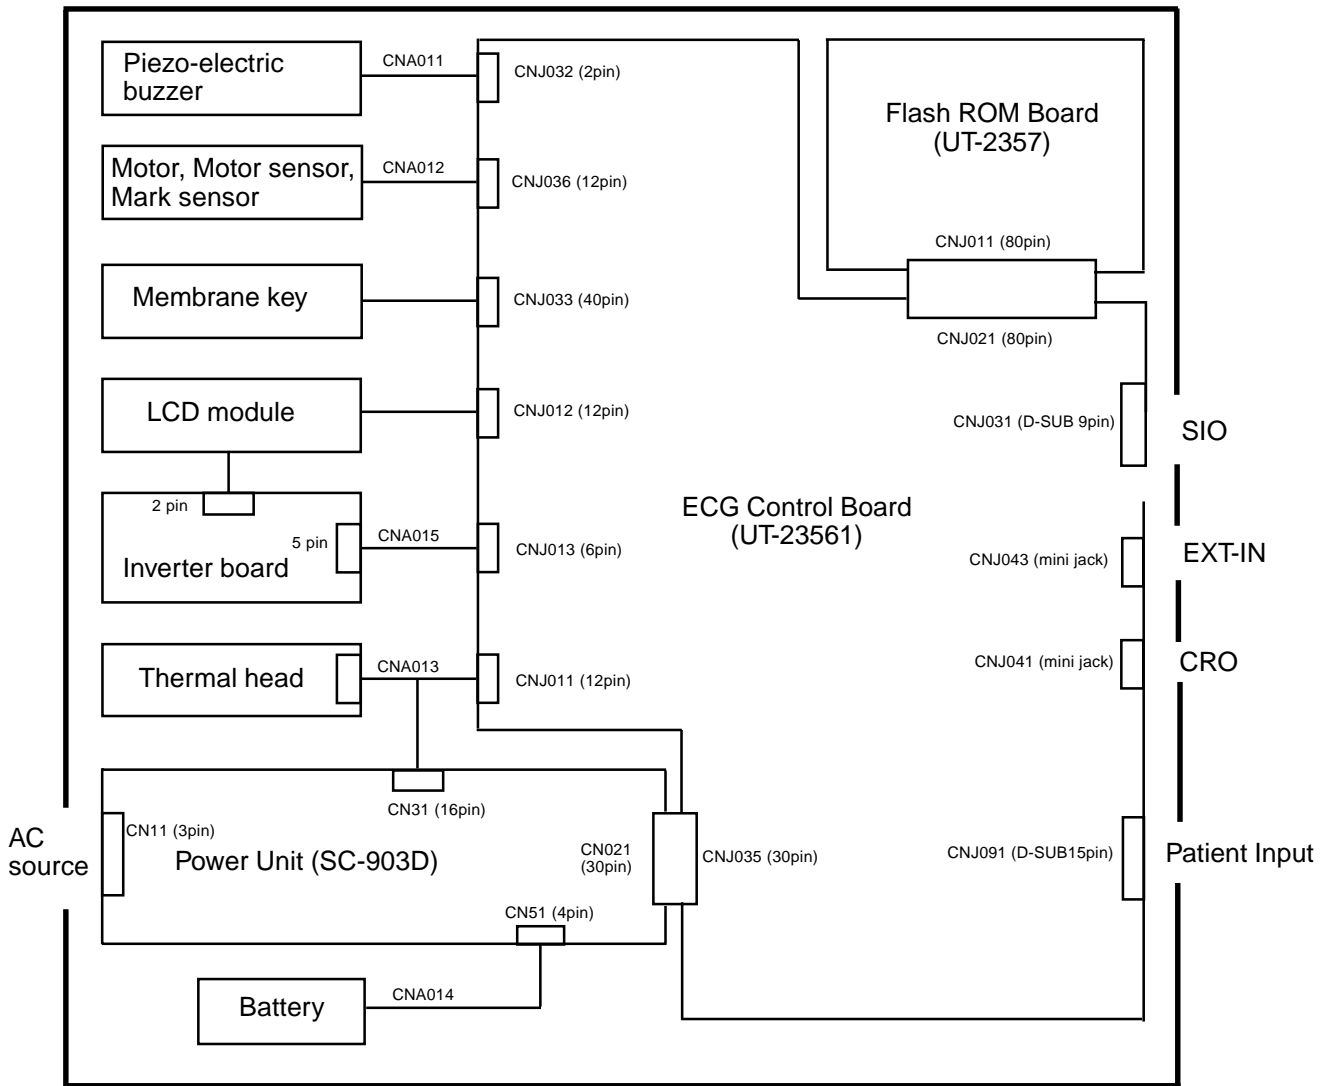 Piezo-electric
buzzer
CNA011
CNJ032 (2pin)
Flash ROM Board
(UT-2357)
Motor, Motor sensor,
Mark sensor
CNA012
CNJ036 (12pin)
CNJ011 (80pin)
Membrane key
CNJ033 (40pin)
CNJ021 (80pin)
LCD module
CNJ012 (12pin)
CNJ031 (D-SUB 9pin)
SIO
2 pin
ECG Control Board
(UT-23561)
5 pin
Inverter board
CNA015
CNJ013 (6pin)
CNJ043 (mini jack)
EXT-IN
Thermal head
CNA013
CNJ011 (12pin)
CNJ041 (mini jack)
CRO
CN31 (16pin)
AC
source
CN11 (3pin)
Power Unit (SC-903D)
CN021
(30pin)
CNJ035 (30pin)
CNJ091 (D-SUB15pin)
Patient Input
CN51 (4pin)
Battery
CNA014